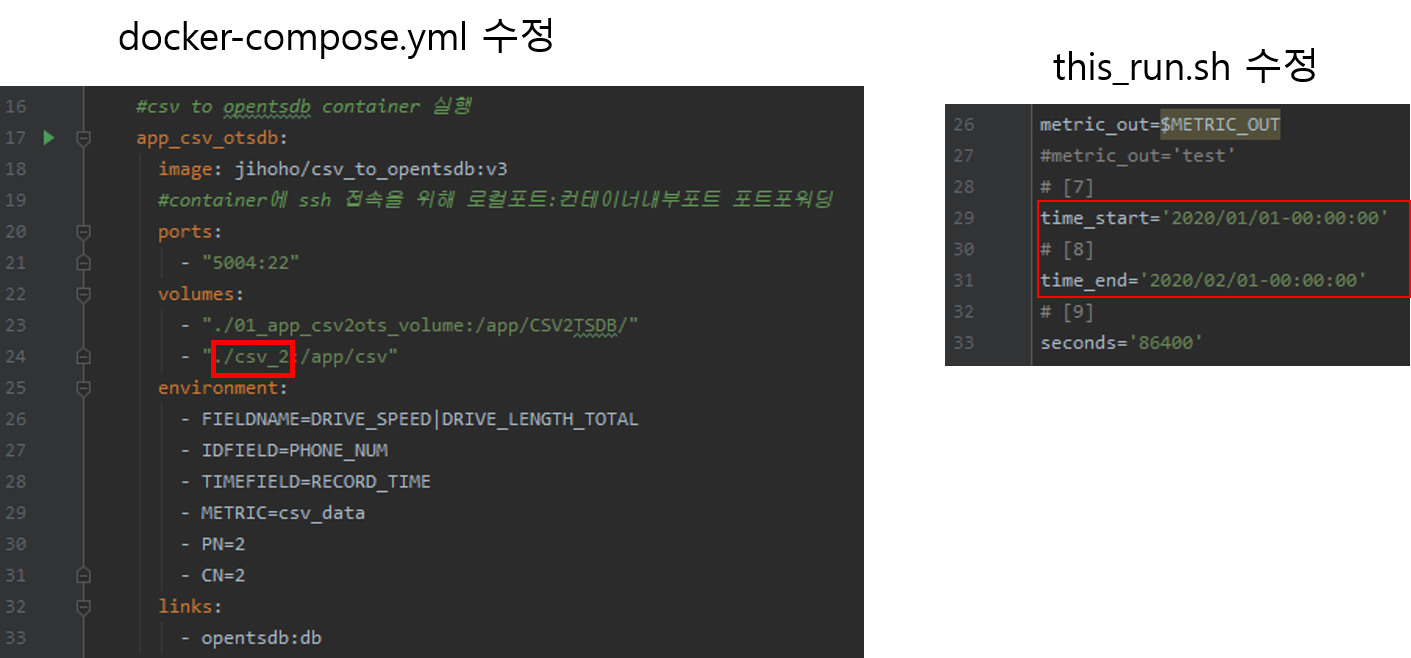 docker-compose.yml 수정
16 #csv to opentsdb container 실행
17 app_csv_otsdb:
18 image: jihoho/csv_to_opentsdb:v3
19 #container에 ssh 접속을 위해 로컬포트:컨테이너내부포트 포트포워딩
20 ports:
21 - "5004:22"
22 volumes:
23 - "./01_app_csv2ots_volume:/app/CSV2TSDB/"
24 - "./csv_2:/app/csv"
25 environment:
26 - FIELDNAME=DRIVE_SPEED|DRIVE_LENGTH_TOTAL
27 - IDFIELD=PHONE_NUM
28 - TIMEFIELD=RECORD_TIME
29 - METRIC=csv_data
30 - PN=2
31 - CN=2
32 links:
33 - opentsdb:db
this_run.sh 수정
26 metric_out=$METRIC_OUT
27 #metric_out='test'
28 # [7]
29 time_start='2020/01/01-00:00:00'
30 # [8]
31 time_end='2020/02/01-00:00:00'
32 # [9]
33 seconds='86400'